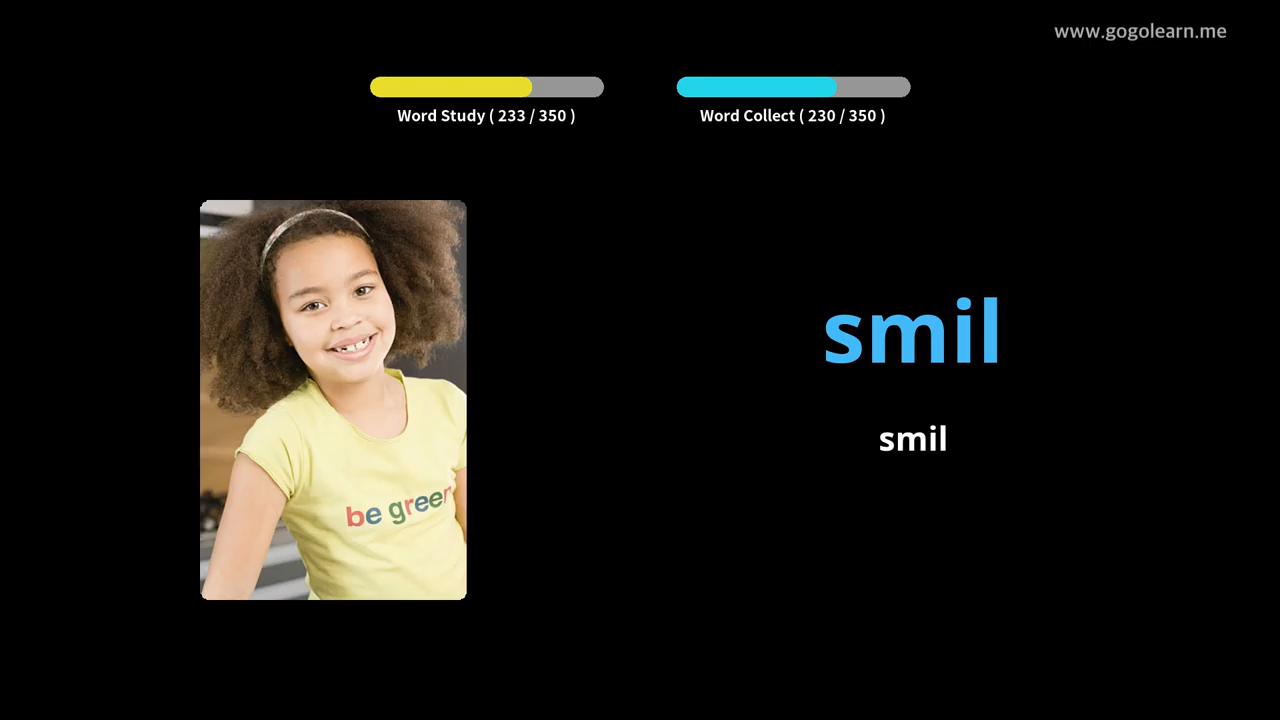 www.gogolearn.me
Word Study ( 233 / 350 )
Word Collect ( 230 / 350 )
smil
smil
be green